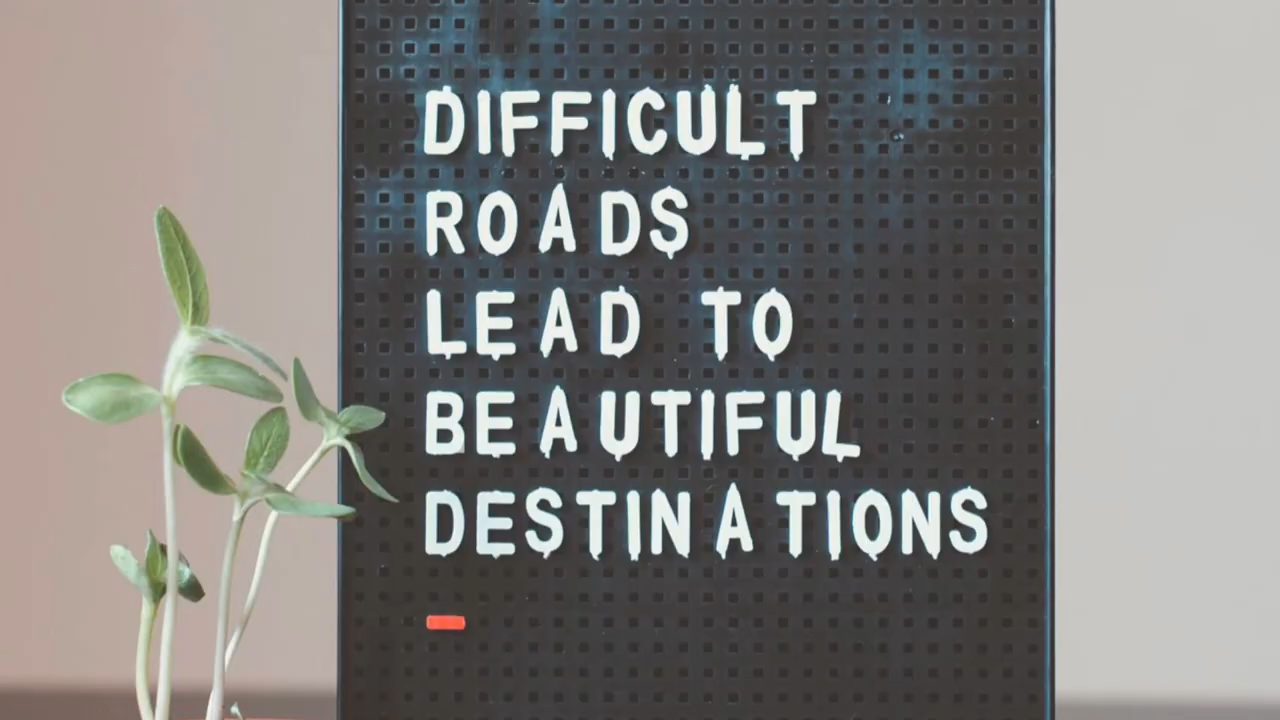 DIFFICULT
ROADS
LEAD TO
BEAUTIFUL
DESTINATIONS